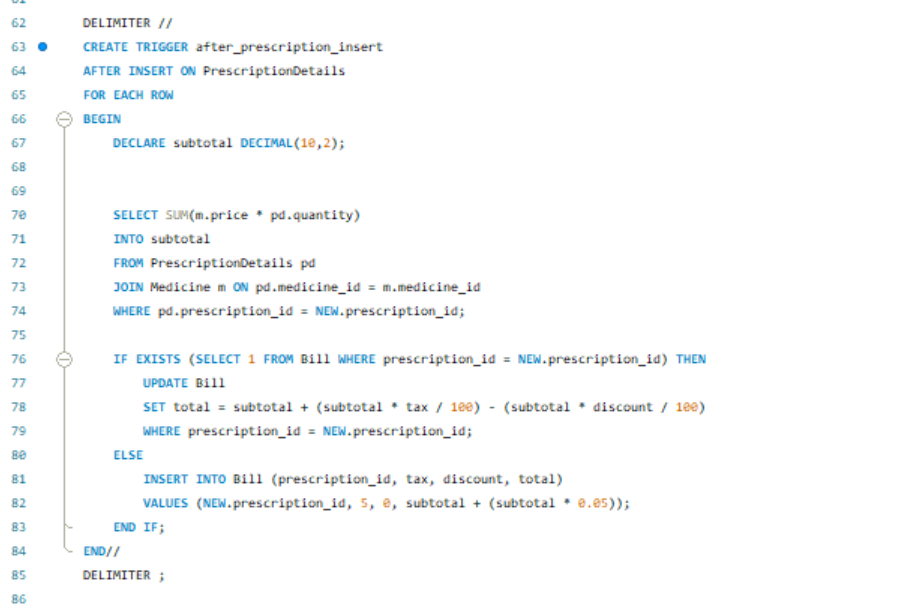 62 DELIMITER //
63 CREATE TRIGGER after_prescription_insert
64 AFTER INSERT ON PrescriptionDetails
65 FOR EACH ROW
66 BEGIN
67 DECLARE subtotal DECIMAL(10,2);
68
69
70 SELECT SUM(m.price * pd.quantity)
71 INTO subtotal
72 FROM PrescriptionDetails pd
73 JOIN Medicine m ON pd.medicine_id = m.medicine_id
74 WHERE pd.prescription_id = NEW.prescription_id;
75
76 IF EXISTS (SELECT 1 FROM Bill WHERE prescription_id = NEW.prescription_id) THEN
77 UPDATE Bill
78 SET total = subtotal + (subtotal * tax / 100) - (subtotal * discount / 100)
79 WHERE prescription_id = NEW.prescription_id;
80 ELSE
81 INSERT INTO Bill (prescription_id, tax, discount, total)
82 VALUES (NEW.prescription_id, 5, 0, subtotal + (subtotal * 0.05));
83 END IF;
84 END//
85 DELIMITER ;
86